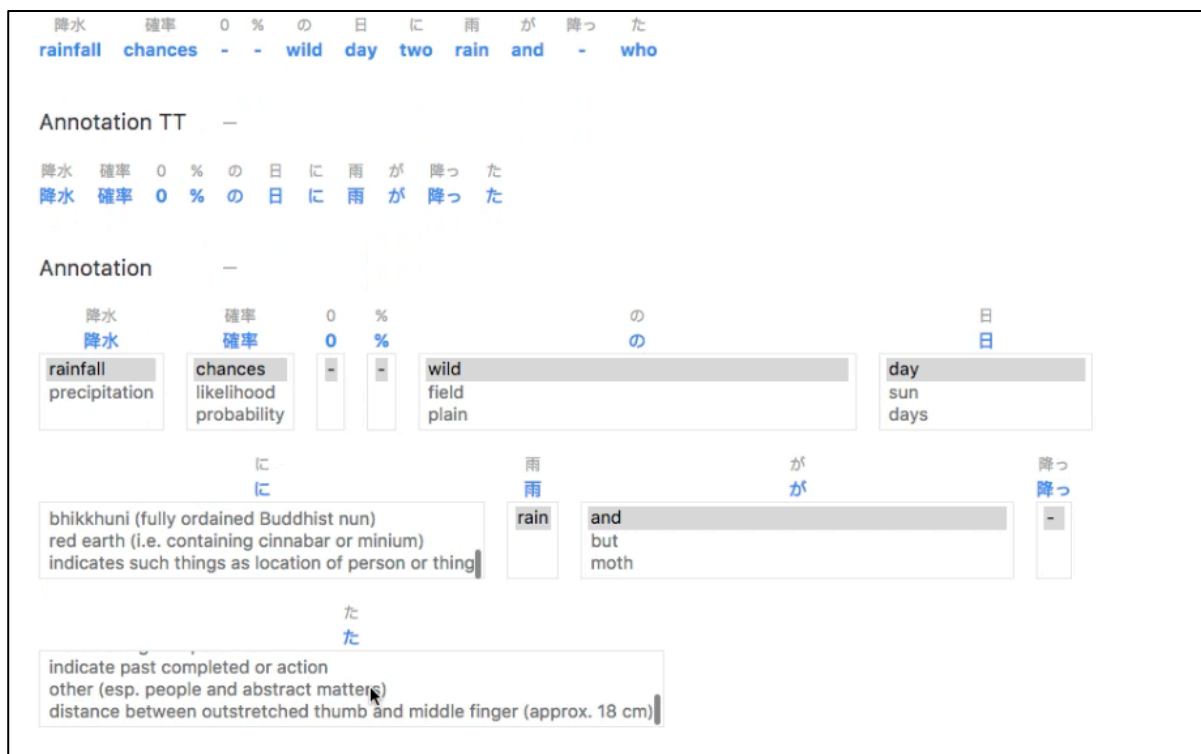 降水 確率 0 % の 日 に 雨 が 降っ た
rainfall chances - - wild day two rain and - who
Annotation TT –
降水 確率 0 % の 日 に 雨 が 降っ た
降水 確率 0 % の 日 に 雨 が 降っ た
Annotation –
降水 確率 0 % の 日
降水 確率 0 % の 日
rainfall chances - - wild day
precipitation likelihood field sun
probability plain days
に 雨 が 降っ
に 雨 が 降っ
bhikkhuni (fully ordained Buddhist nun) rain and -
red earth (i.e. containing cinnabar or minium) but
indicates such things as location of person or thing moth
た
た
indicate past completed or action
other (esp. people and abstract matters)
distance between outstretched thumb and middle finger (approx. 18 cm)